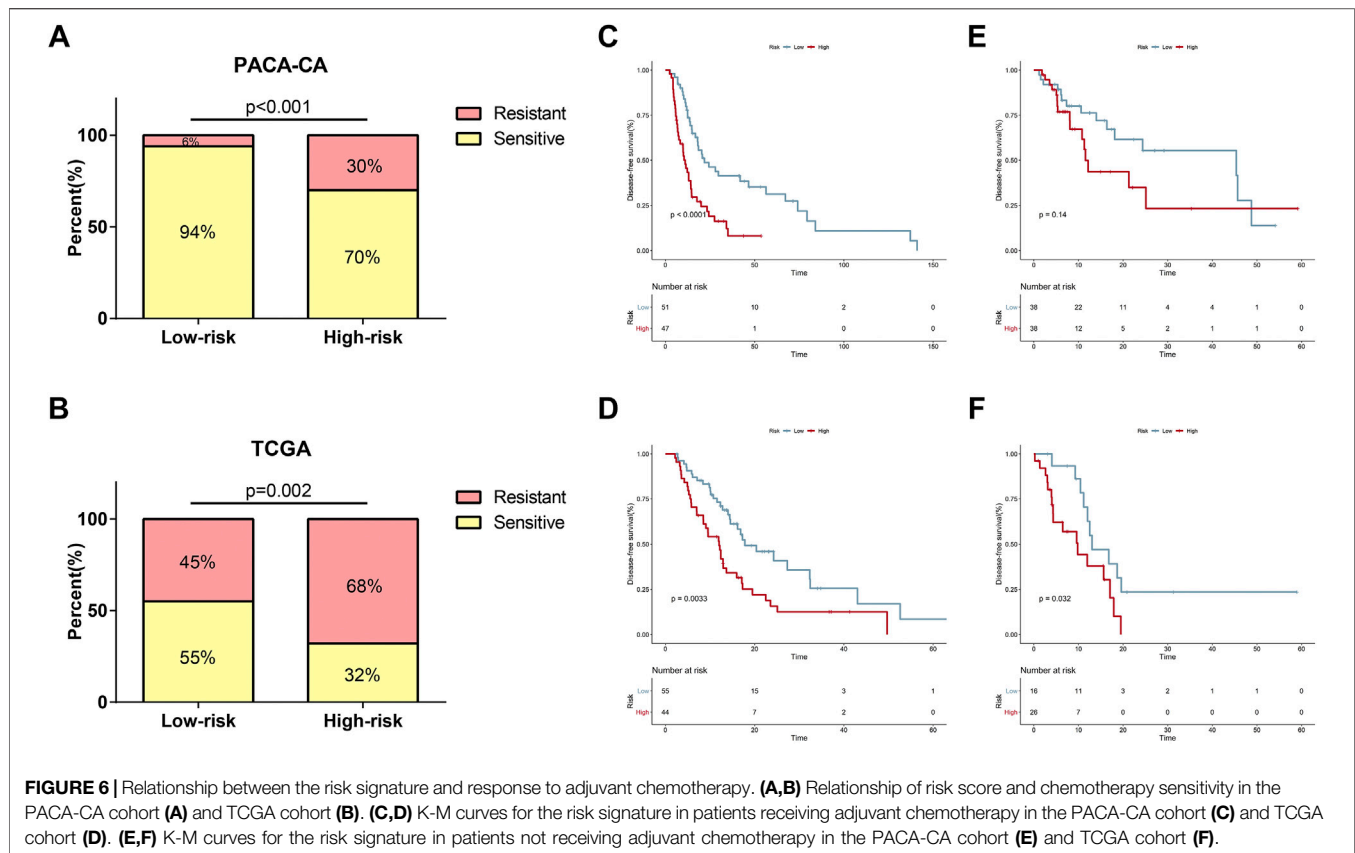 A
PACA-CA
p<0.001
Resistant
Sensitive
Percent(%)
100
50
0
6%
94%
30%
70%
Low-risk
High-risk
B
TCGA
p=0.002
Resistant
Sensitive
Percent(%)
100
50
0
45%
55%
68%
32%
Low-risk
High-risk
C
Risk Low High
Disease-free survival(%)
1.00
0.75
0.50
0.25
0.00
p < 0.0001
0 50 100 150
Time
Number at risk
Risk
Low 51 10 2 0
High 47 1 0 0
0 50 100 150
Time
D
Risk Low High
Disease-free survival(%)
1.00
0.75
0.50
0.25
0.00
p = 0.0033
0 20 40 60
Time
Number at risk
Risk
Low 55 15 3 1
High 44 7 2 0
0 20 40 60
Time
E
Risk Low High
Disease-free survival(%)
1.00
0.75
0.50
0.25
0.00
p = 0.14
0 10 20 30 40 50 60
Time
Number at risk
Risk
Low 38 22 11 4 4 1 0
High 38 12 5 2 1 1 0
0 10 20 30 40 50 60
Time
F
Risk Low High
Disease-free survival(%)
1.00
0.75
0.50
0.25
0.00
p = 0.032
0 10 20 30 40 50 60
Time
Number at risk
Risk
Low 16 11 3 2 1 1 0
High 26 7 0 0 0 0 0
0 10 20 30 40 50 60
Time
FIGURE 6 | Relationship between the risk signature and response to adjuvant chemotherapy. (A,B) Relationship of risk score and chemotherapy sensitivity in the
PACA-CA cohort (A) and TCGA cohort (B). (C,D) K-M curves for the risk signature in patients receiving adjuvant chemotherapy in the PACA-CA cohort (C) and TCGA
cohort (D). (E,F) K-M curves for the risk signature in patients not receiving adjuvant chemotherapy in the PACA-CA cohort (E) and TCGA cohort (F).